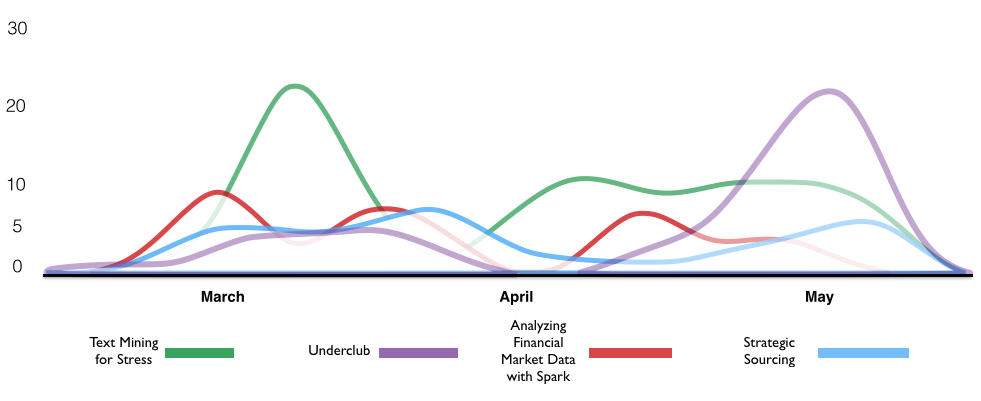 30
20
10
5
0
March
April
May
Text Mining
for Stress
Underclub
Analyzing
Financial
Market Data
with Spark
Strategic
Sourcing